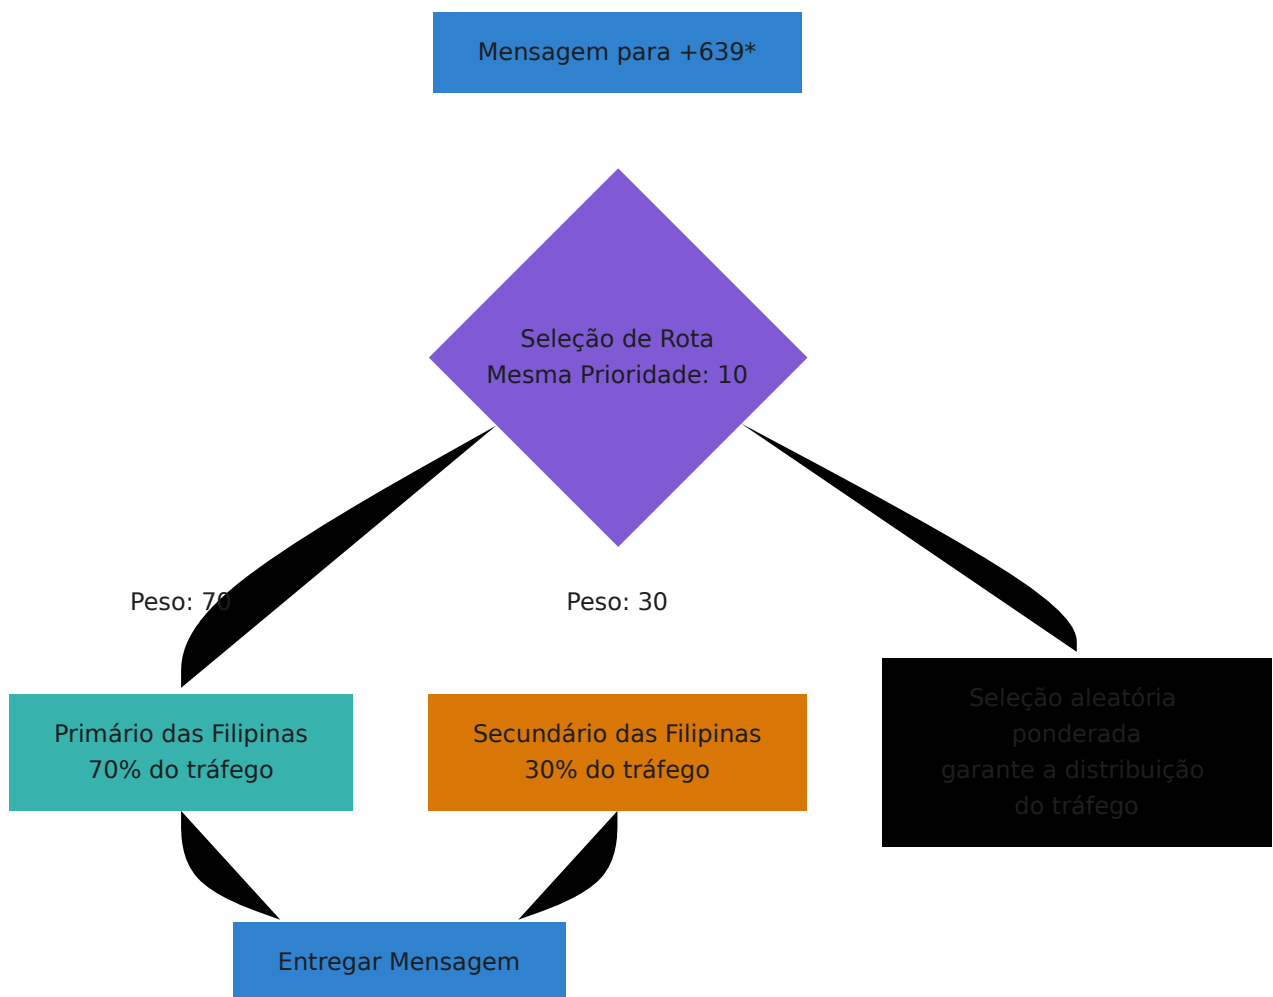 Mensagem para +639*
Seleção de Rota
Mesma Prioridade: 10
Peso: 70
Peso: 30
Primário das Filipinas
70% do tráfego
Secundário das Filipinas
30% do tráfego
Seleção aleatória
ponderada
garante a distribuição
do tráfego
Entregar Mensagem